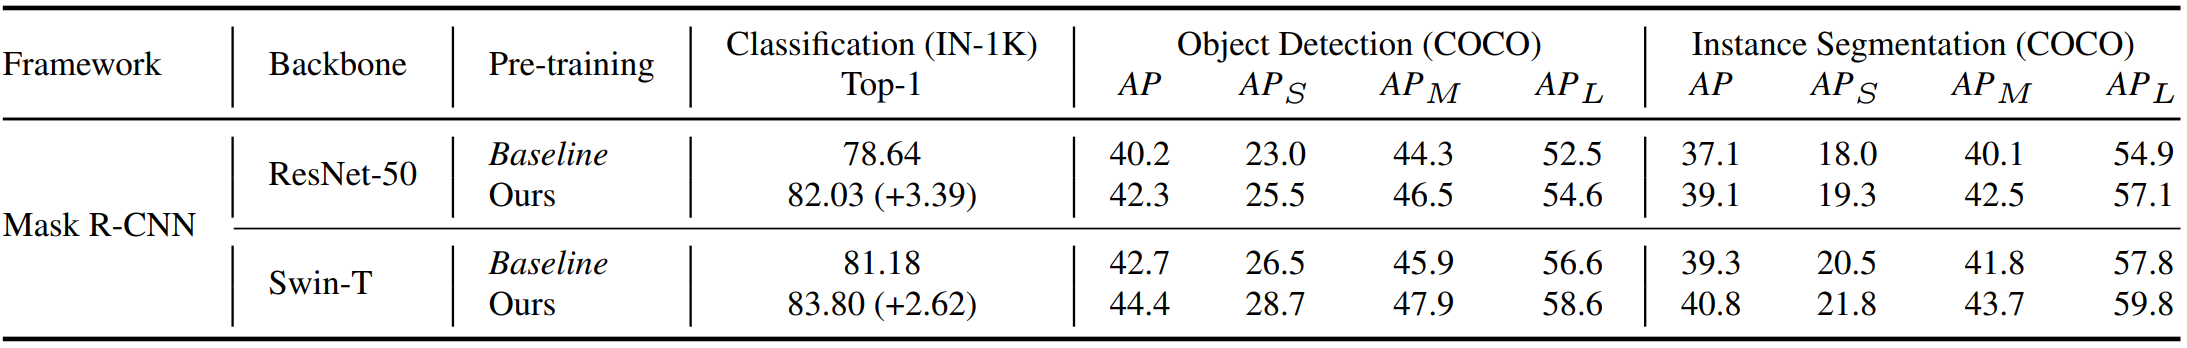 Framework Backbone Pre-training Classification (IN-1K) Top-1 Object Detection (COCO) Instance Segmentation (COCO)
AP AP_S AP_M AP_L AP AP_S AP_M AP_L
Mask R-CNN
ResNet-50
Baseline 78.64 40.2 23.0 44.3 52.5 37.1 18.0 40.1 54.9
Ours 82.03 (+3.39) 42.3 25.5 46.5 54.6 39.1 19.3 42.5 57.1
Swin-T
Baseline 81.18 42.7 26.5 45.9 56.6 39.3 20.5 41.8 57.8
Ours 83.80 (+2.62) 44.4 28.7 47.9 58.6 40.8 21.8 43.7 59.8